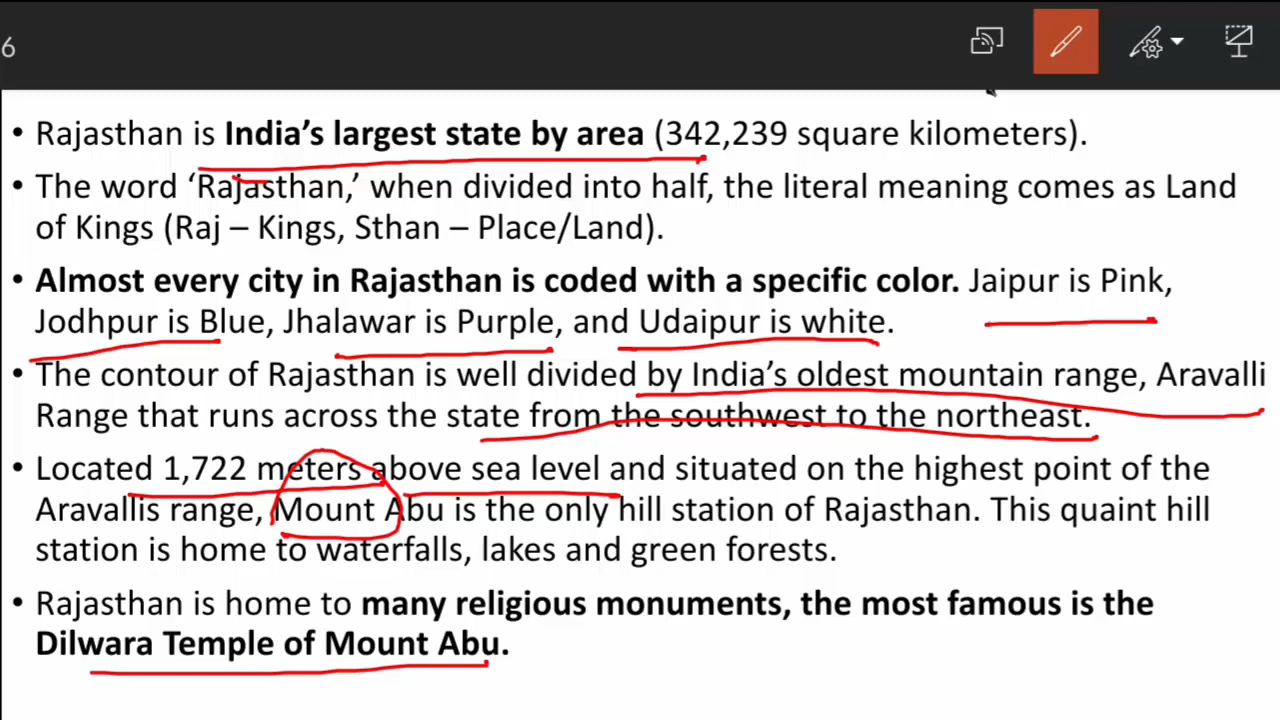 6
• Rajasthan is India's largest state by area (342,239 square kilometers).
• The word ‘Rajasthan,’ when divided into half, the literal meaning comes as Land
of Kings (Raj – Kings, Sthan – Place/Land).
• Almost every city in Rajasthan is coded with a specific color. Jaipur is Pink,
Jodhpur is Blue, Jhalawar is Purple, and Udaipur is white.
• The contour of Rajasthan is well divided by India's oldest mountain range, Aravalli
Range that runs across the state from the southwest to the northeast.
• Located 1,722 meters above sea level and situated on the highest point of the
Aravallis range, Mount Abu is the only hill station of Rajasthan. This quaint hill
station is home to waterfalls, lakes and green forests.
• Rajasthan is home to many religious monuments, the most famous is the
Dilwara Temple of Mount Abu.